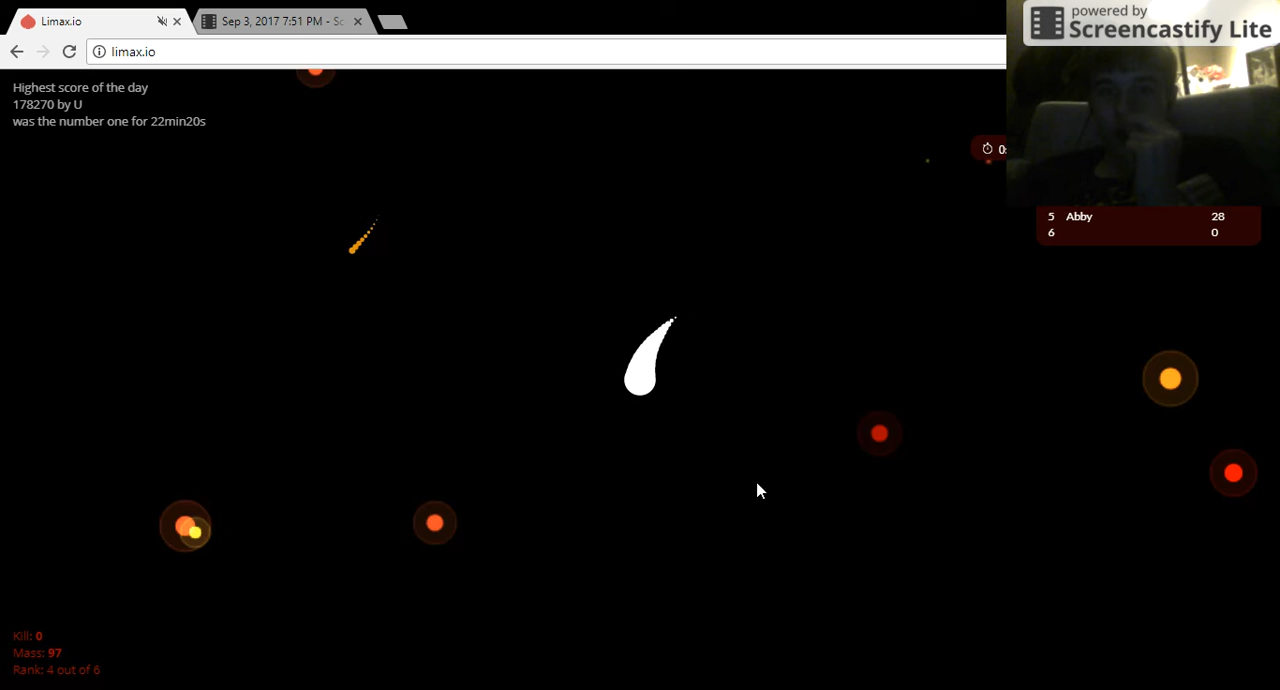 Limax.io
Sep 3, 2017 7:51 PM - Sc
powered by
Screencastify Lite
limax.io
Highest score of the day
178270 by U
was the number one for 22min20s
0:
5 Abby 28
6 0
Kill: 0
Mass: 97
Rank: 4 out of 6